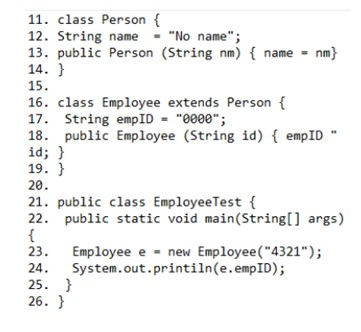 11. class Person {
12. String name  = "No name";
13. public Person (String nm) { name = nm}
14. }
15.
16. class Employee extends Person {
17.  String empID = "0000";
18.  public Employee (String id) { empID "
id; }
19. }
20.
21. public class EmployeeTest {
22.  public static void main(String[] args)
{
23.   Employee e = new Employee("4321");
24.   System.out.printiln(e.empID);
25.  }
26. }